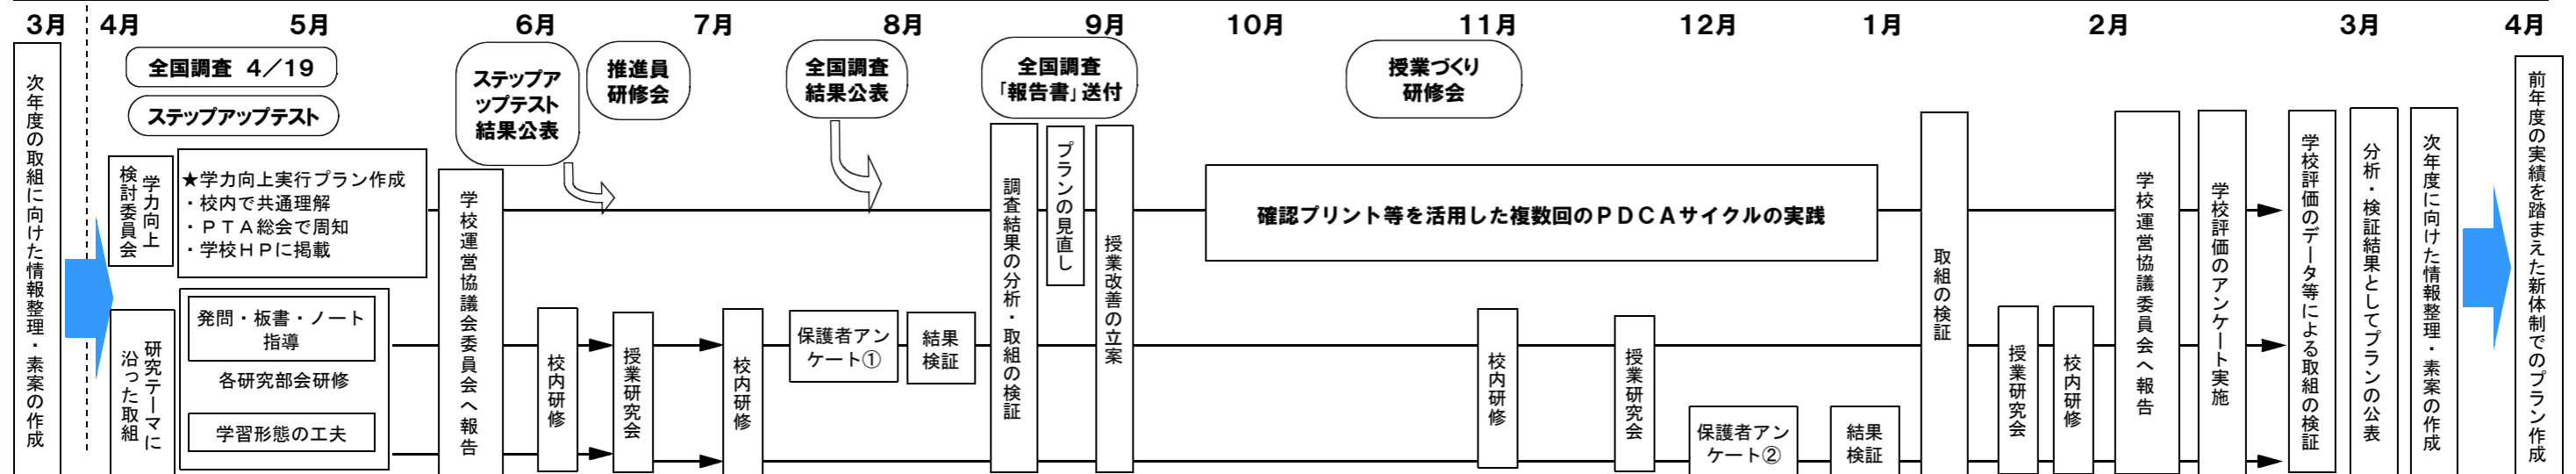 3月
4月
5月
6月
7月
8月
9月
10月
11月
12月
1月
2月
3月
4月
全国調査 4／19
ステップアップテスト
ステップア
ップテスト
結果公表
推進員
研修会
全国調査
結果公表
全国調査
「報告書」送付
授業づくり
研修会
次年度の取組に向けた情報整理・素案の作成
学力向上
検討委員会
★学力向上実行プラン作成
・校内で共通理解
・ＰＴＡ総会で周知
・学校ＨＰに掲載
研究テーマに
沿った取組
発問・板書・ノート
指導
各研究部会研修
学習形態の工夫
学校運営協議会委員会へ報告
校内研修
授業研究会
校内研修
保護者アン
ケート①
結果
検証
調査結果の分析・取組の検証
プランの見直し
授業改善の立案
確認プリント等を活用した複数回のＰＤＣＡサイクルの実践
校内研修
授業研究会
保護者アン
ケート②
結果
検証
取組の検証
授業研究会
校内研修
学校運営協議委員会へ報告
学校評価のアンケート実施
学校評価のデータ等による取組の検証
分析・検証結果としてプランの公表
次年度に向けた情報整理・素案の作成
前年度の実績を踏まえた新体制でのプラン作成